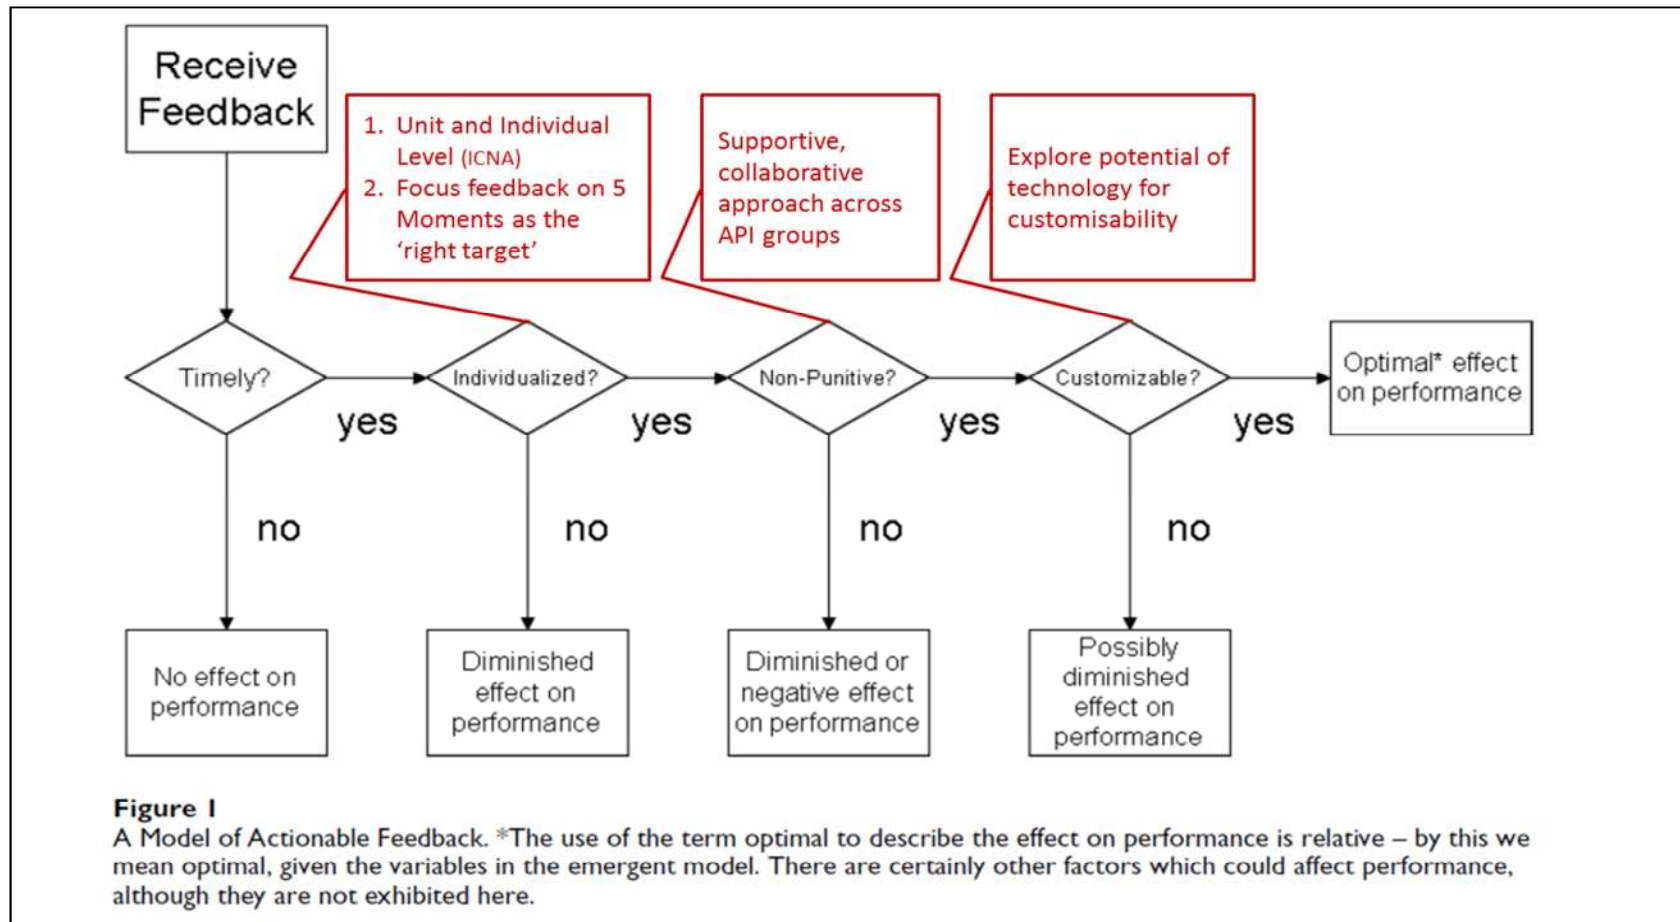 Receive
Feedback
1. Unit and Individual
Level (ICNA)
2. Focus feedback on 5
Moments as the
‘right target’
Supportive,
collaborative
approach across
API groups
Explore potential of
technology for
customisability
Timely?
yes
Individualized?
yes
Non-Punitive?
yes
Customizable?
yes
Optimal* effect
on performance
no
no
no
no
No effect on
performance
Diminished
effect on
performance
Diminished or
negative effect
on performance
Possibly
diminished
effect on
performance
Figure 1
A Model of Actionable Feedback. *The use of the term optimal to describe the effect on performance is relative – by this we
mean optimal, given the variables in the emergent model. There are certainly other factors which could affect performance,
although they are not exhibited here.